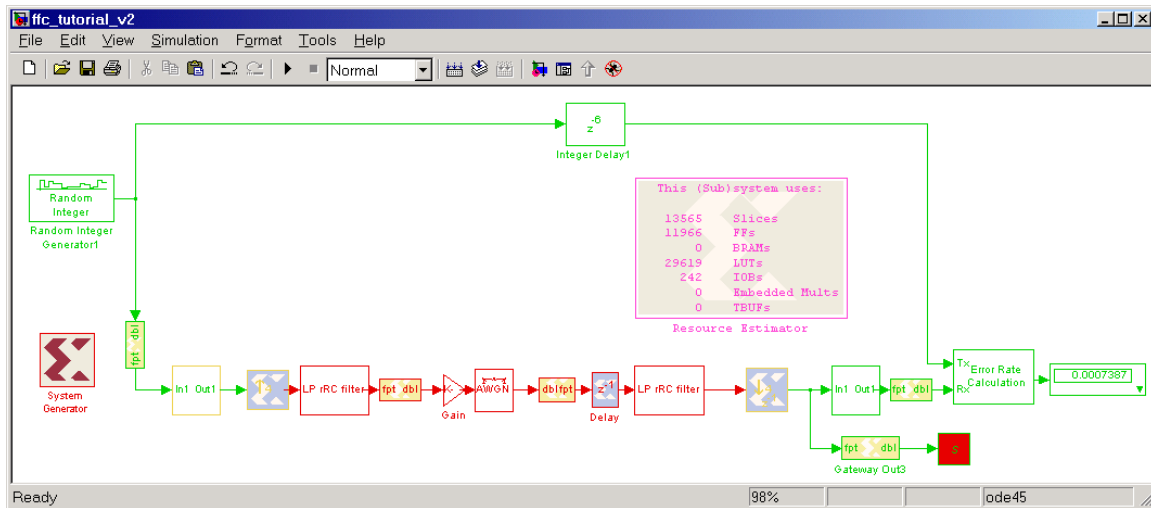 ffc_tutorial_v2
File Edit View Simulation Format Tools Help
Normal
z-6
Integer Delay1
Random
Integer
Random Integer
Generator1
This (Sub)system uses:
13565 Slices
11966 FFs
0 BRAMs
29619 LUTs
242 IOBs
0 Embedded Mults
0 TBUFs
Resource Estimator
fpt dbl
System
Generator
In1 Out1
LP rRC filter
fpt dbl
K
Gain
AWGN
dbl fpt
z-1
Delay
LP rRC filter
In1 Out1
fpt dbl
Tx
Rx
Error Rate
Calculation
0.0007387
fpt dbl
Gateway Out3
s
Ready 98% ode45